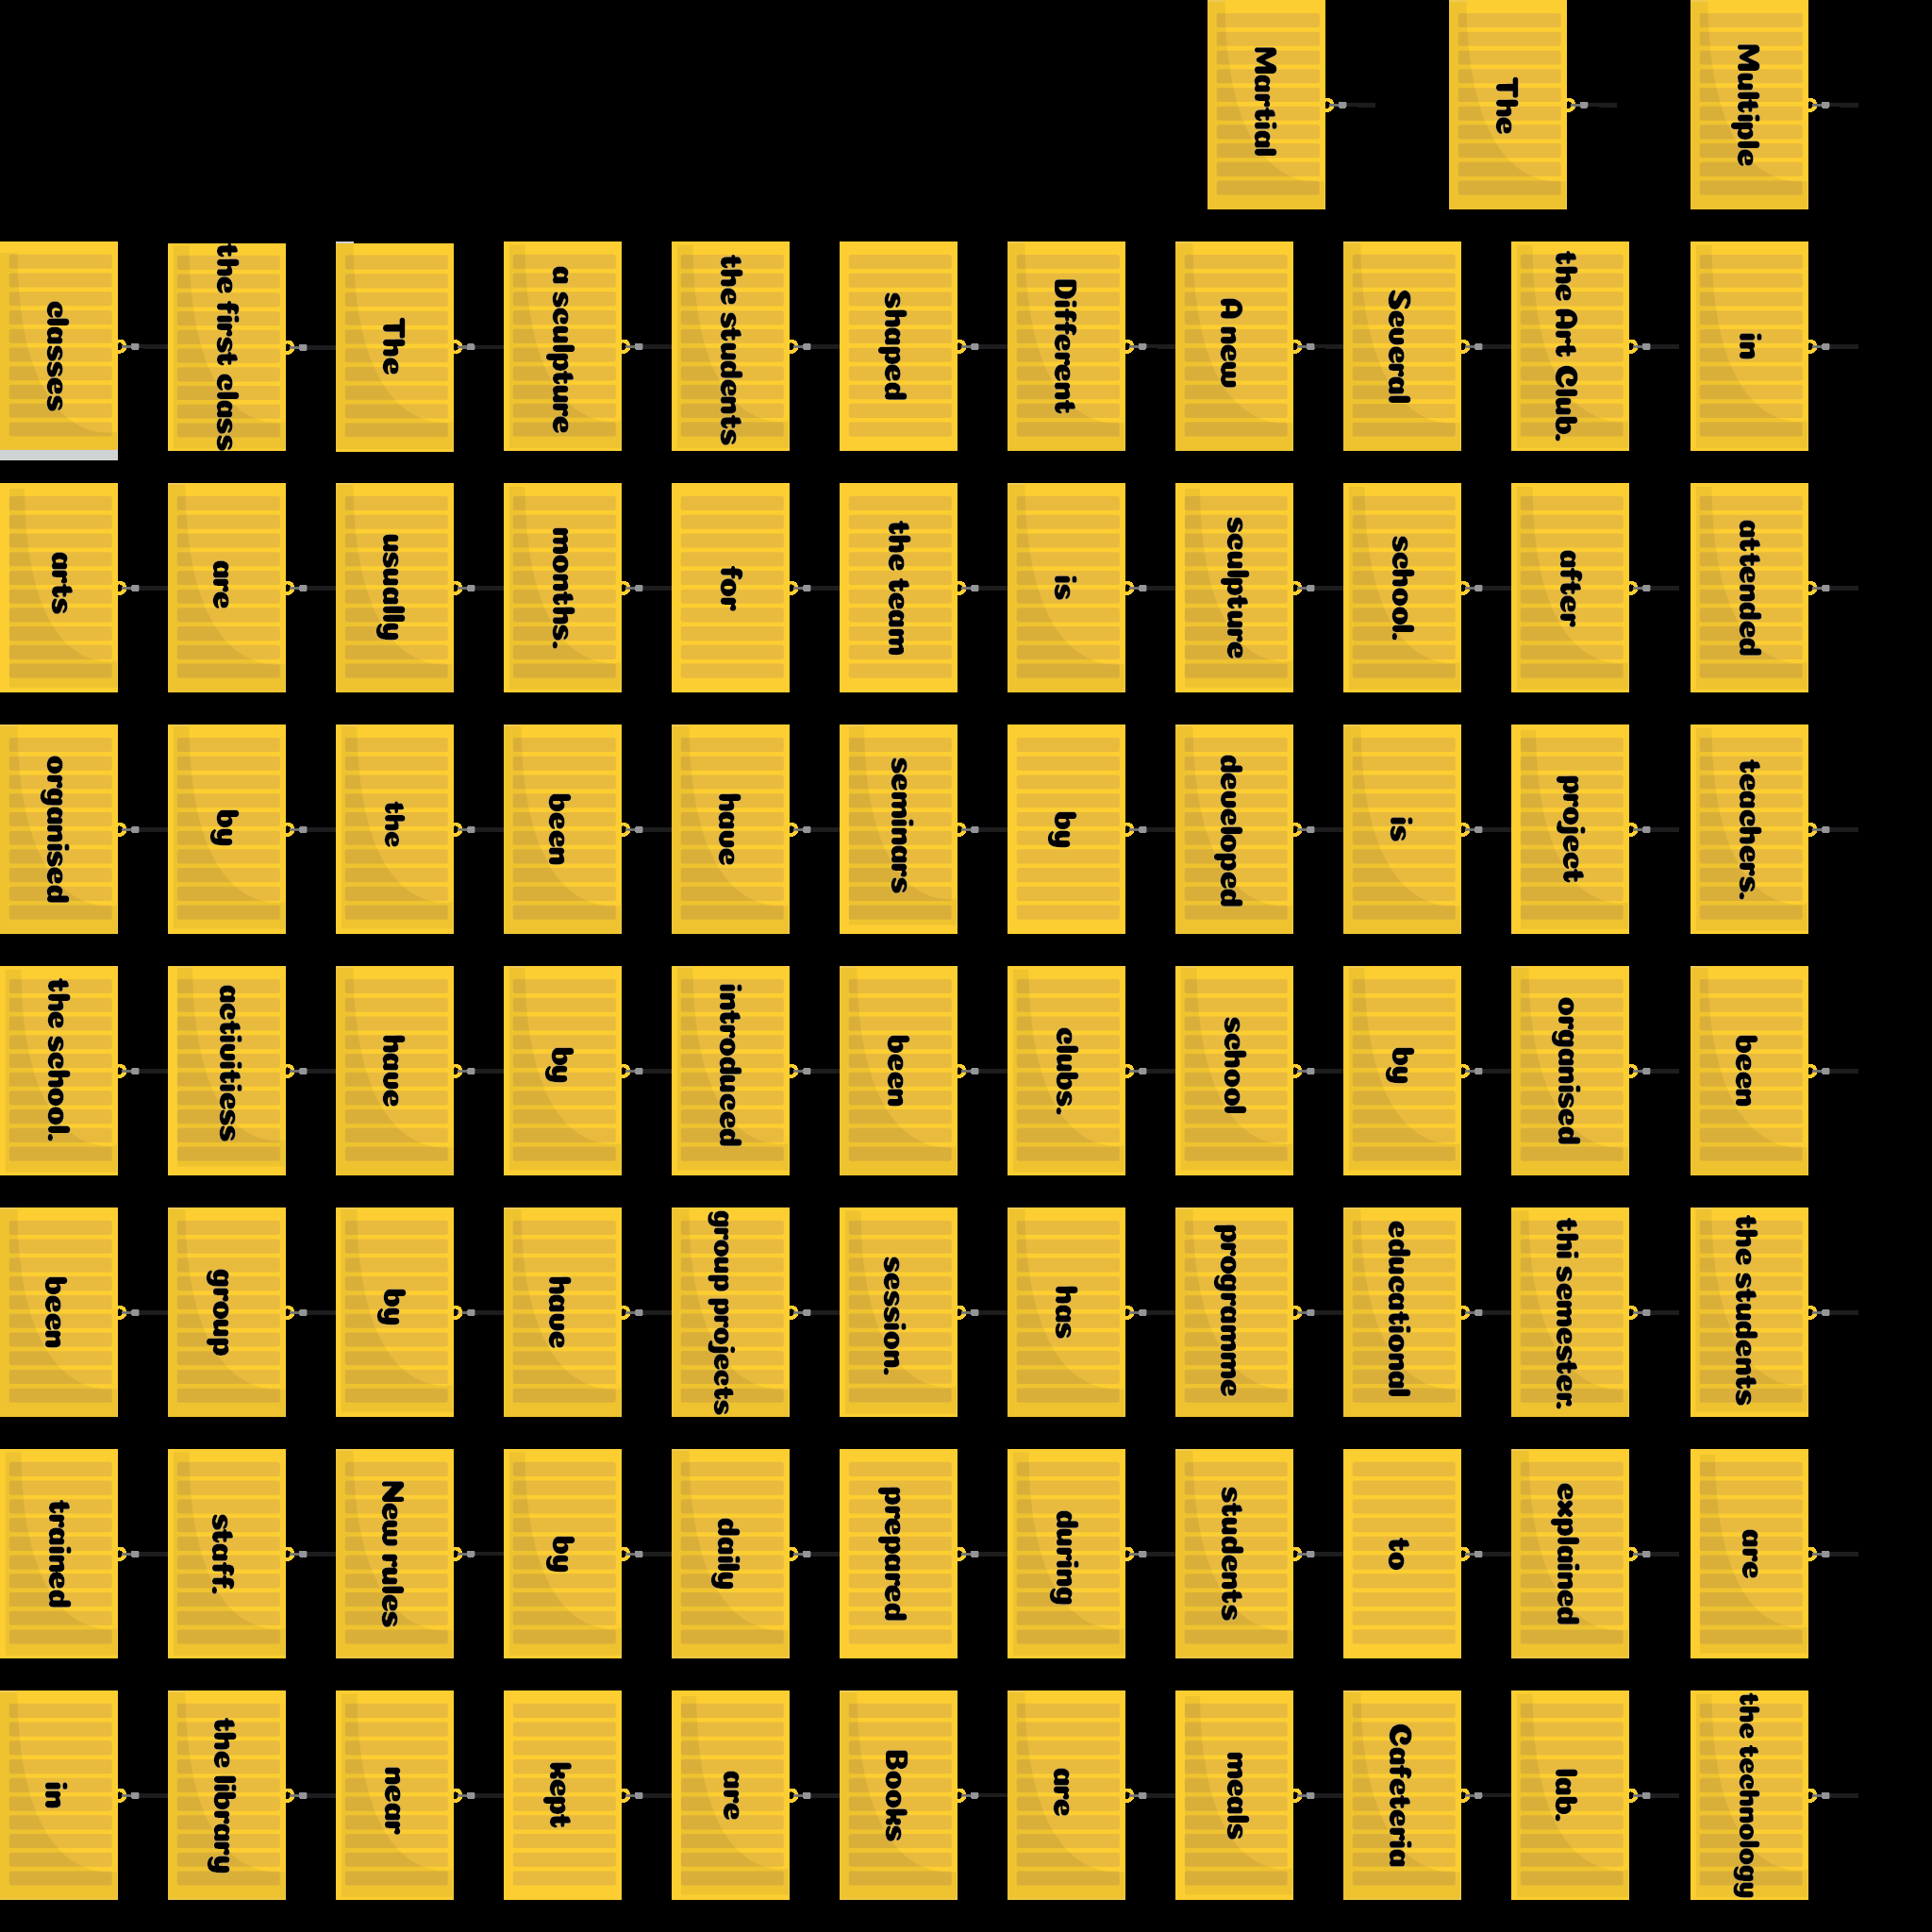 Multiple
in
attended
teachers.
been
the students
are
the technology
The
the Art Club.
after
project
organised
thi semester.
explained
lab.
Several
school.
is
by
educational
to
Cafeteria
Martial
A new
sculpture
developed
school
programme
students
meals
Different
is
by
clubs.
has
during
are
shaped
the team
seminars
been
session.
prepared
Books
the students
for
have
introduced
group projects
daily
are
a sculpture
months.
been
by
have
by
kept
The
usually
the
have
by
New rules
near
the first class
are
by
activitiess
group
staff.
the library
classes
arts
organised
the school.
been
trained
in